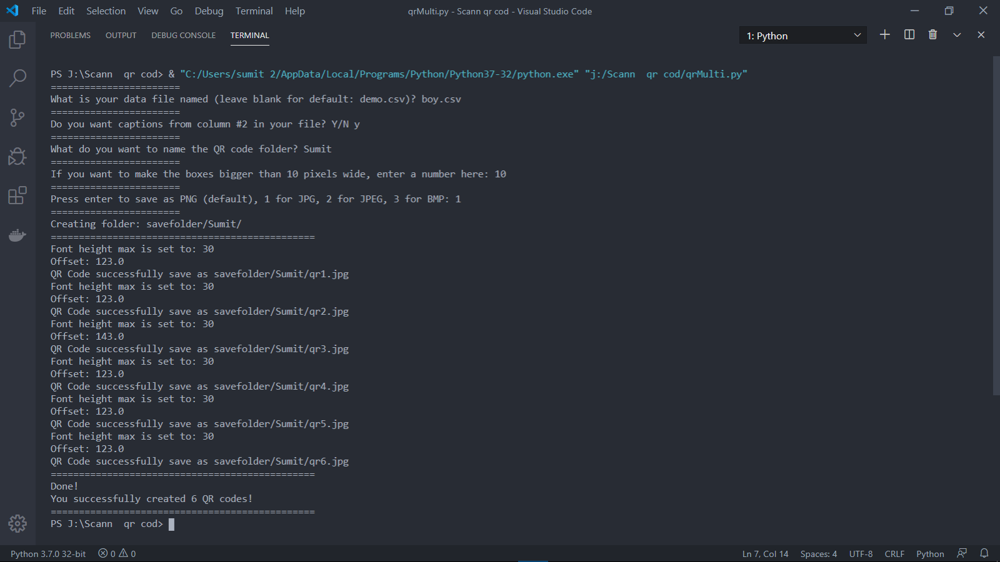 File Edit Selection View Go Debug Terminal Help qrMulti.py - Scann qr cod - Visual Studio Code
PROBLEMS OUTPUT DEBUG CONSOLE TERMINAL 1: Python
PS J:\Scann  qr cod> & "C:/Users/sumit 2/AppData/Local/Programs/Python/Python37-32/python.exe" "j:/Scann  qr cod/qrMulti.py"
=======================
What is your data file named (leave blank for default: demo.csv)? boy.csv
=======================
Do you want captions from column #2 in your file? Y/N y
=======================
What do you want to name the QR code folder? Sumit
=======================
If you want to make the boxes bigger than 10 pixels wide, enter a number here: 10
=======================
Press enter to save as PNG (default), 1 for JPG, 2 for JPEG, 3 for BMP: 1
=======================
Creating folder: savefolder/Sumit/
===============================================
Font height max is set to: 30
Offset: 123.0
QR Code successfully save as savefolder/Sumit/qr1.jpg
Font height max is set to: 30
Offset: 123.0
QR Code successfully save as savefolder/Sumit/qr2.jpg
Font height max is set to: 30
Offset: 143.0
QR Code successfully save as savefolder/Sumit/qr3.jpg
Font height max is set to: 30
Offset: 123.0
QR Code successfully save as savefolder/Sumit/qr4.jpg
Font height max is set to: 30
Offset: 123.0
QR Code successfully save as savefolder/Sumit/qr5.jpg
Font height max is set to: 30
Offset: 123.0
QR Code successfully save as savefolder/Sumit/qr6.jpg
===============================================
Done!
You successfully created 6 QR codes!
===============================================
PS J:\Scann  qr cod>
Python 3.7.0 32-bit 0 0 Ln 7, Col 14 Spaces: 4 UTF-8 CRLF Python